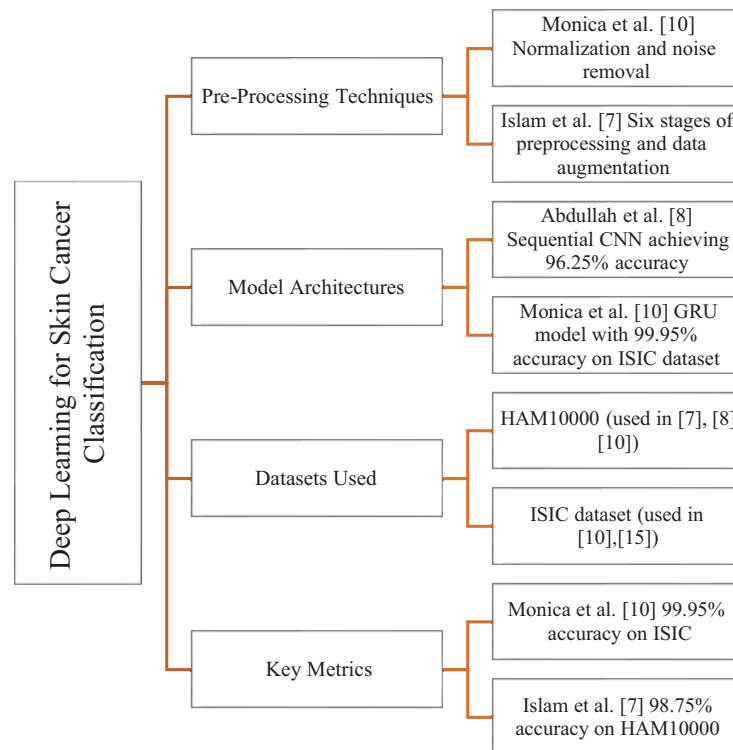 Deep Learning for Skin Cancer
Classification
Pre-Processing Techniques
Monica et al. [10]
Normalization and noise
removal
Islam et al. [7] Six stages of
preprocessing and data
augmentation
Model Architectures
Abdullah et al. [8]
Sequential CNN achieving
96.25% accuracy
Monica et al. [10] GRU
model with 99.95%
accuracy on ISIC dataset
Datasets Used
HAM10000 (used in [7], [8]
[10])
ISIC dataset (used in
[10],[15])
Key Metrics
Monica et al. [10] 99.95%
accuracy on ISIC
Islam et al. [7] 98.75%
accuracy on HAM10000